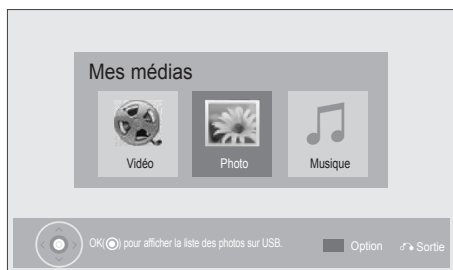 Mes médias
Vidéo Photo Musique
OK(◉) pour afficher la liste des photos sur USB. Option Sortie